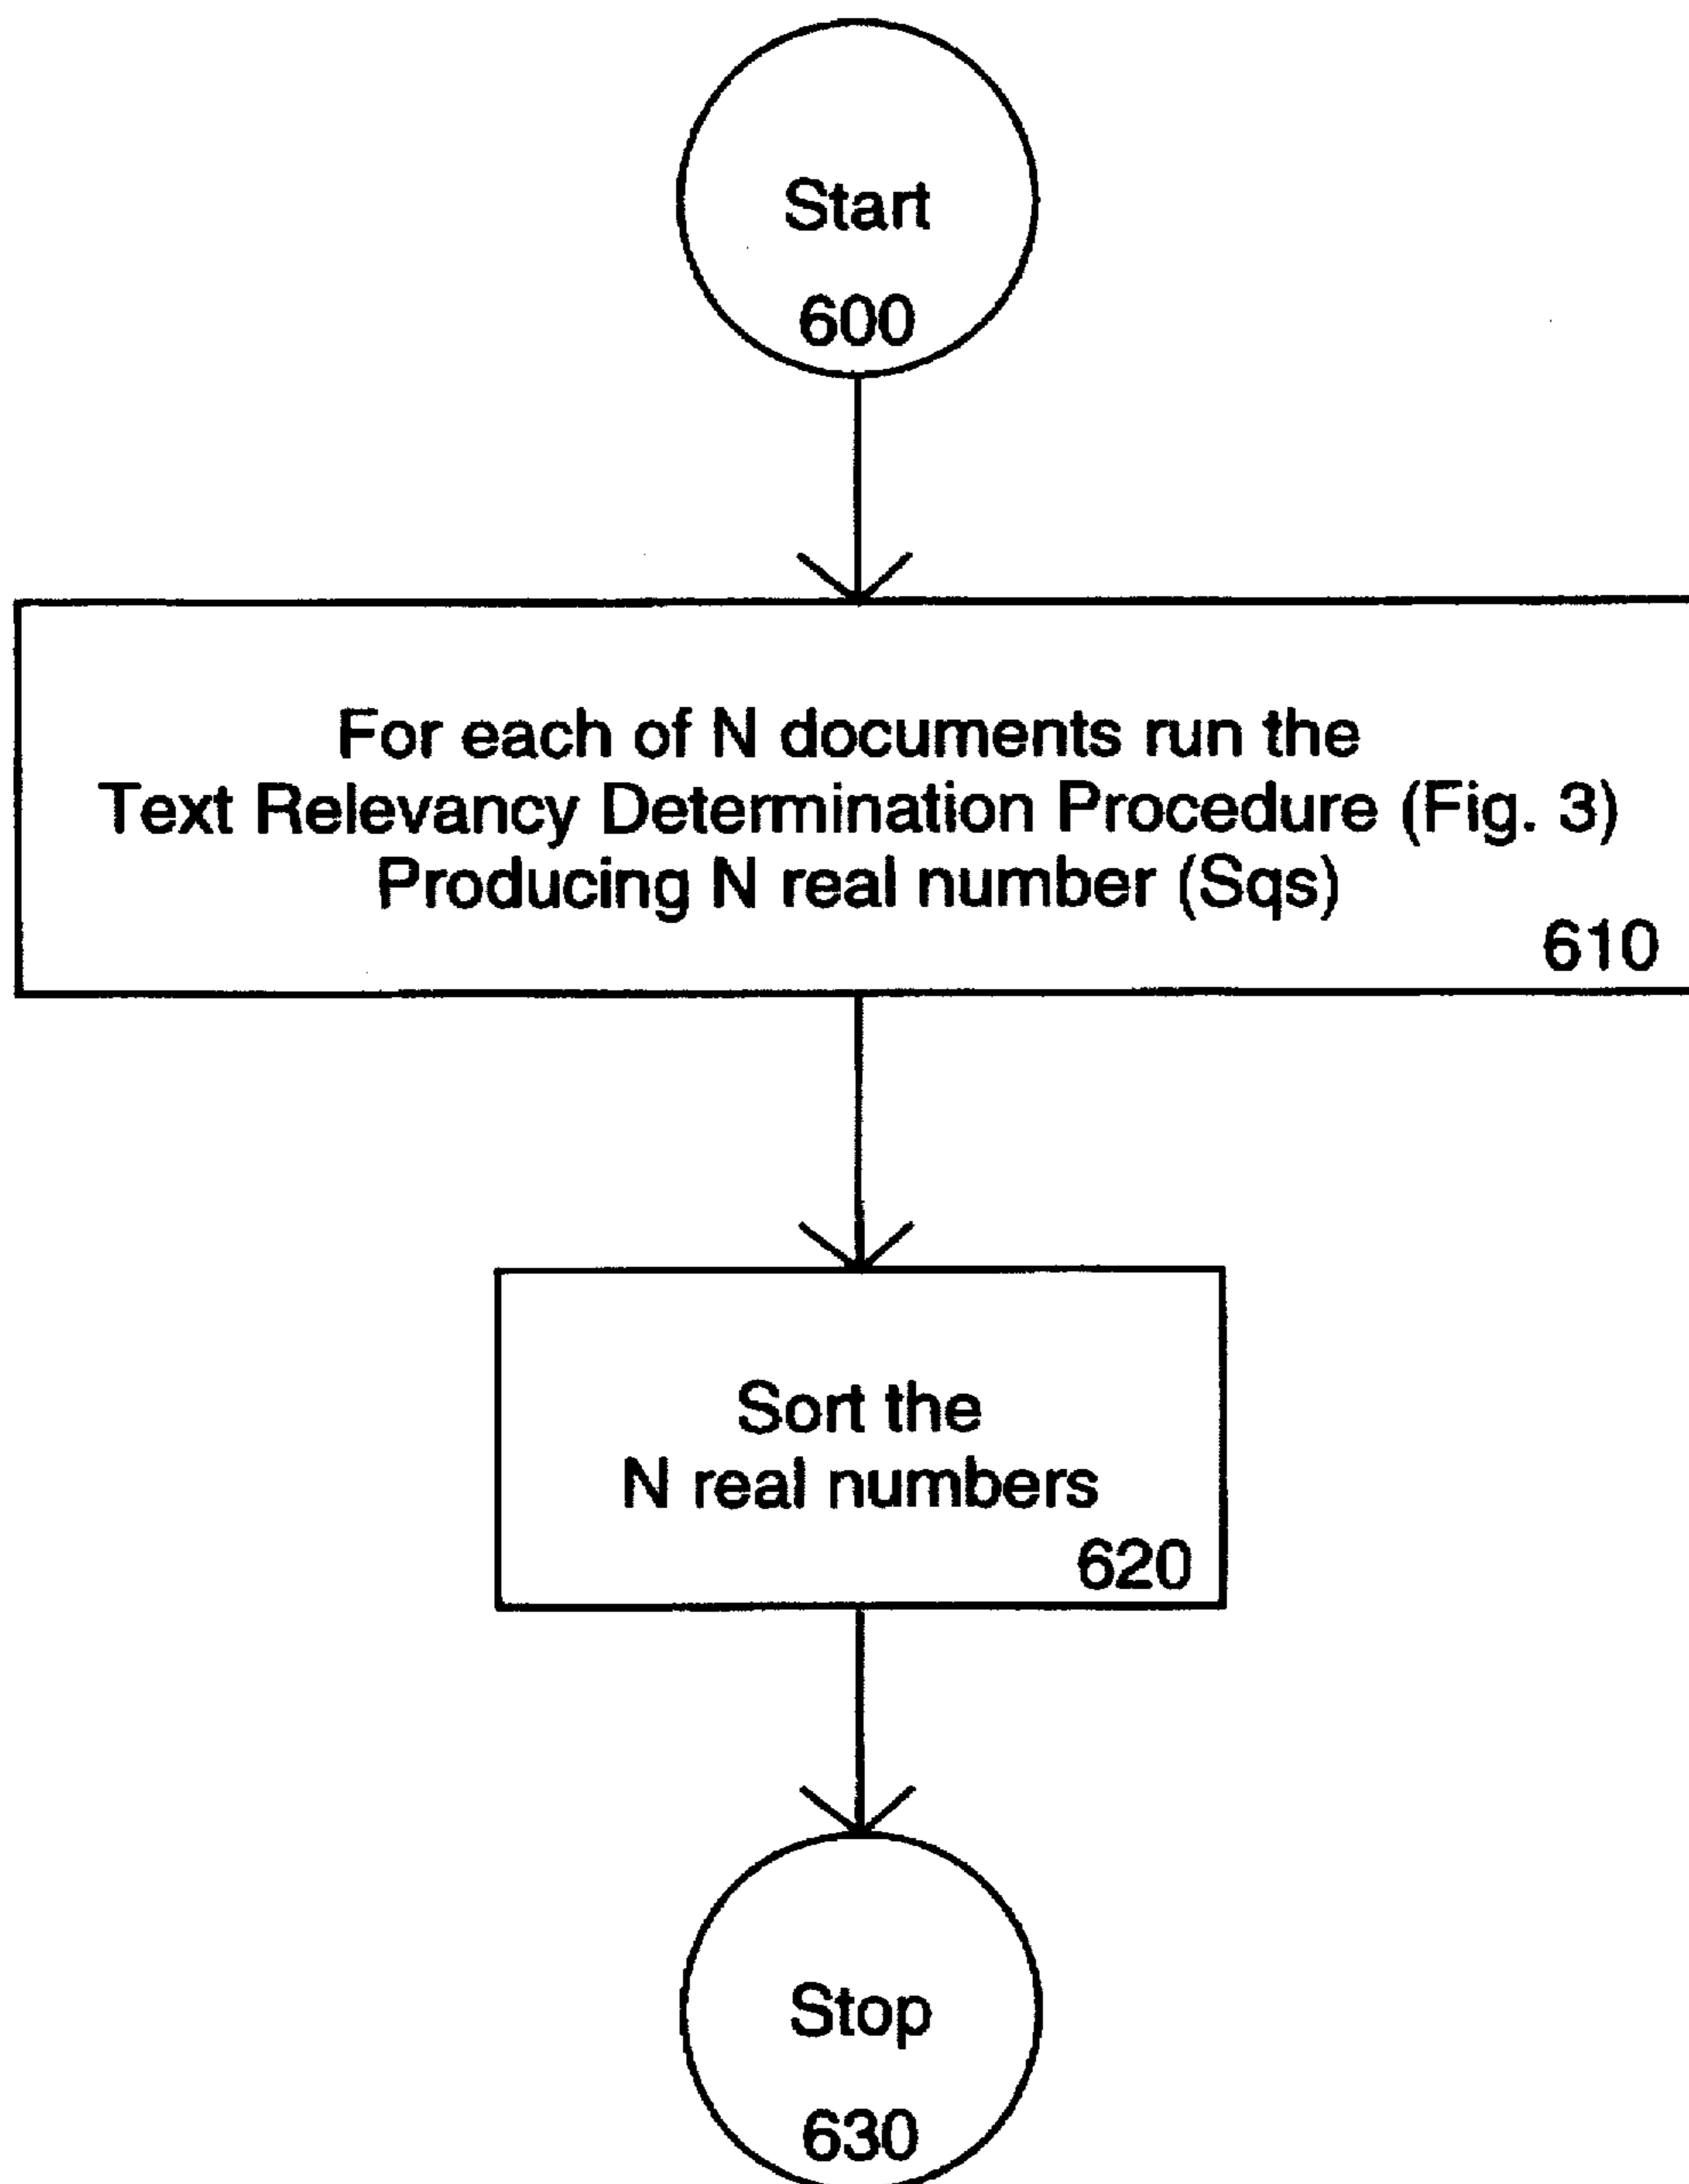 Start
600
For each of N documents run the
Text Relevancy Determination Procedure (Fig. 3)
Producing N real number (Sqs)
610
Sort the
N real numbers
620
Stop
630